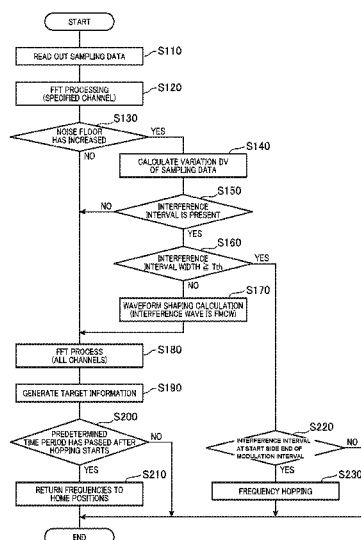 START
READ OUT SAMPLING DATA
S110
FFT PROCESSING
(SPECIFIED CHANNEL)
S120
S130
NOISE FLOOR
HAS INCREASED
YES
NO
S140
CALCULATE VARIATION DV
OF SAMPLING DATA
S150
INTERFERENCE
INTERVAL IS PRESENT
NO
YES
S160
INTERFERENCE
INTERVAL WIDTH ≧ Tth
YES
NO
S170
WAVEFORM SHAPING CALCULATION
(INTERFERENCE WAVE IS FMCW)
FFT PROCESS
(ALL CHANNELS)
S180
GENERATE TARGET INFORMATION
S190
S200
PREDETERMINED
TIME PERIOD HAS PASSED AFTER
HOPPING STARTS
NO
YES
S220
INTERFERENCE INTERVAL
AT START SIDE END OF
MODULATION INTERVAL
NO
YES
S210
RETURN FREQUENCIES TO
HOME POSITIONS
S230
FREQUENCY HOPPING
END